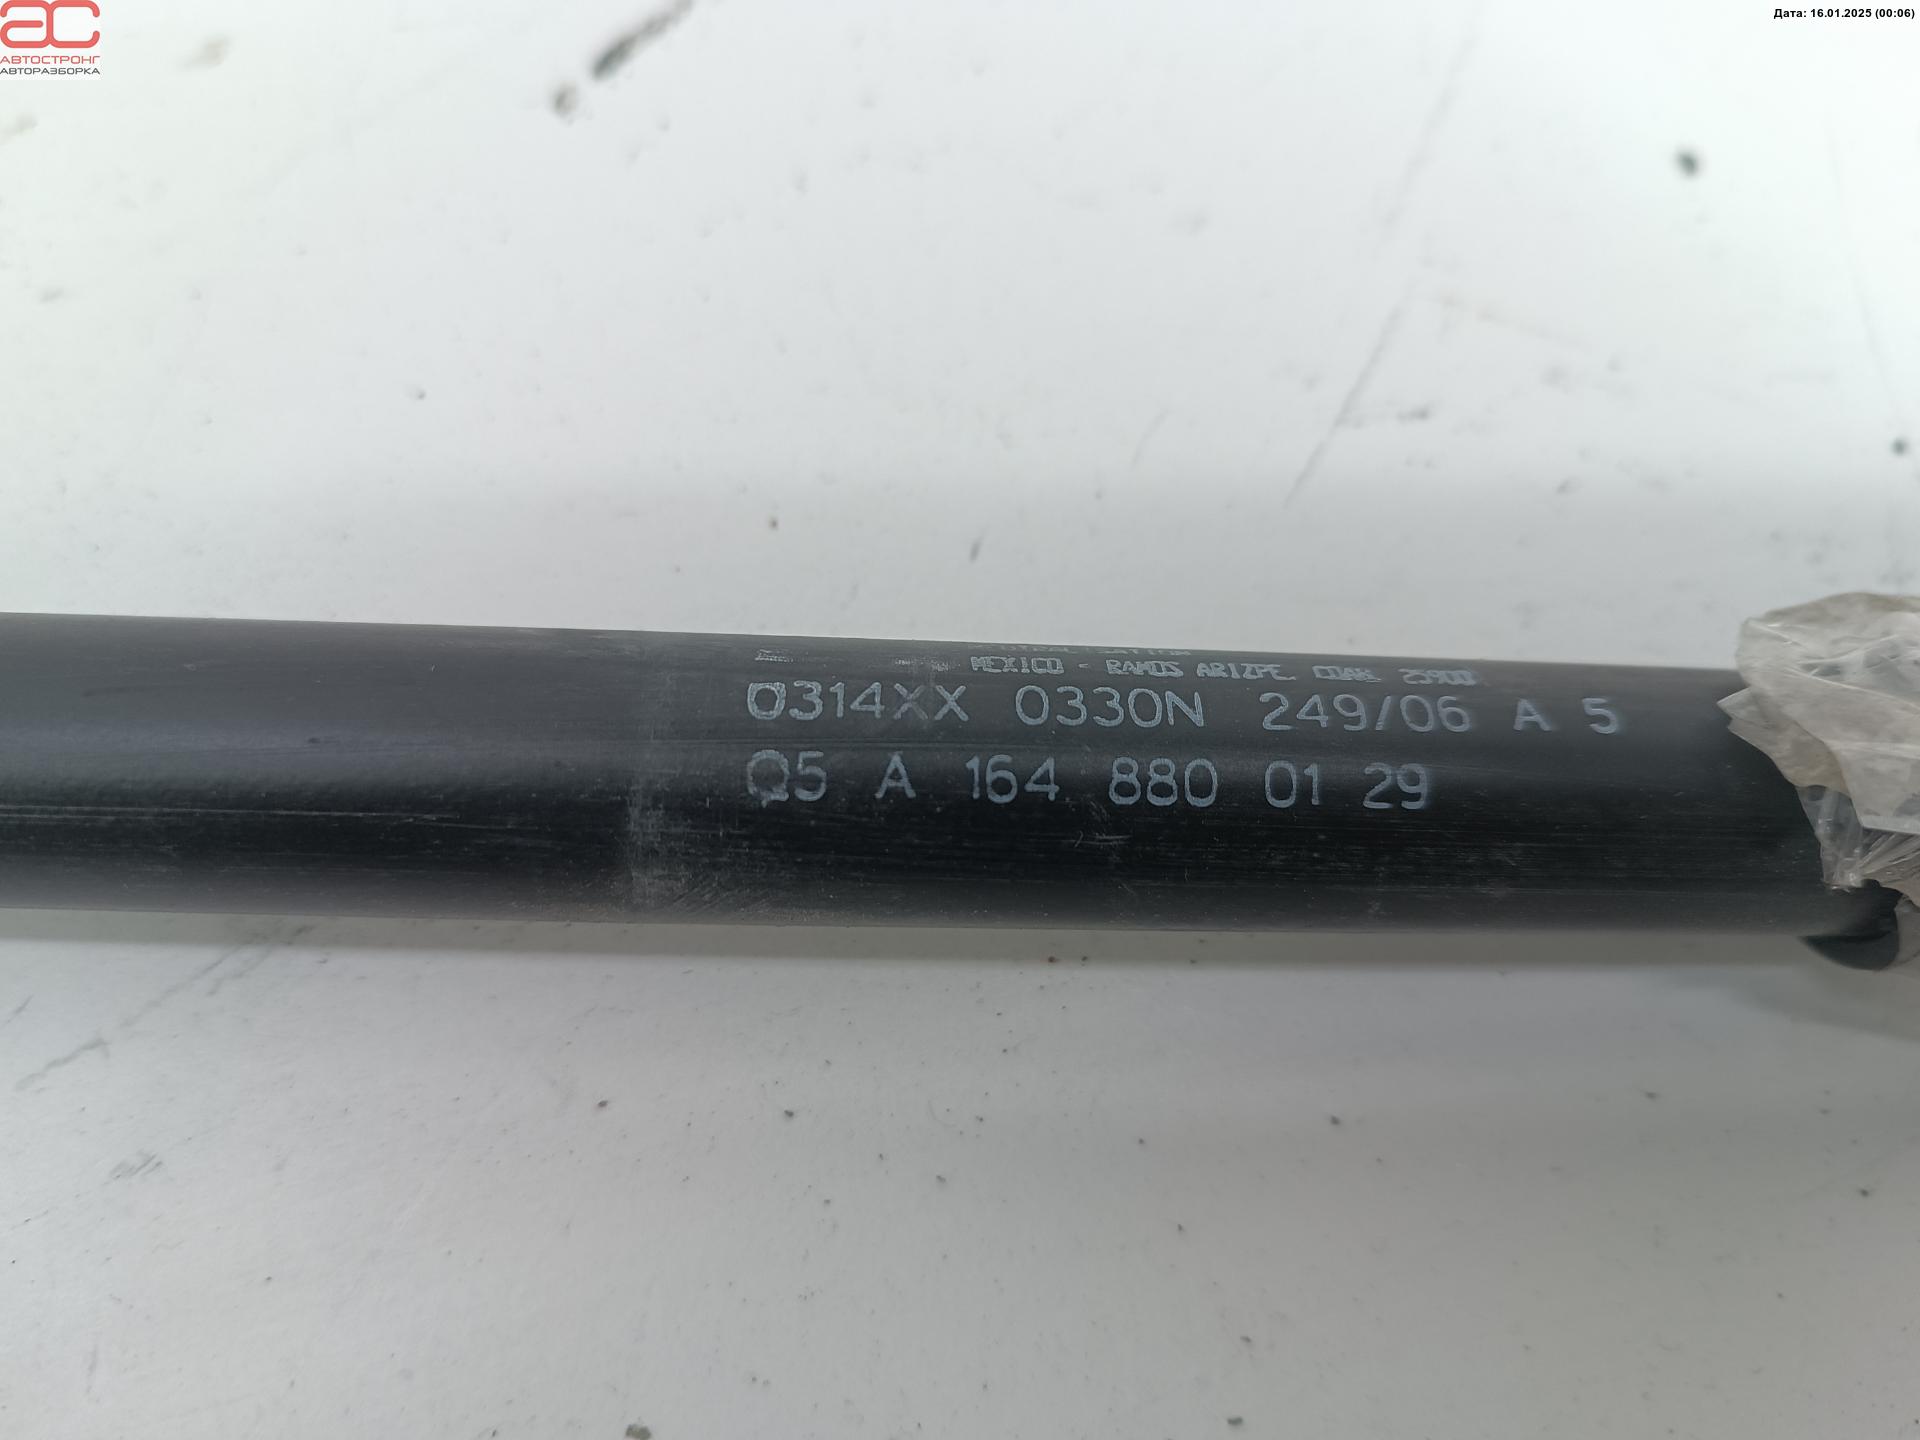 АС
АВТОСТРОНГ
АВТОРАЗБОРКА
Дата: 16.01.2025 (00:06)
MEXICO - RAMOS ARIZPE, COAH 25900
0314XX 0330N 249/06 A 5
Q5 A 164 880 01 29